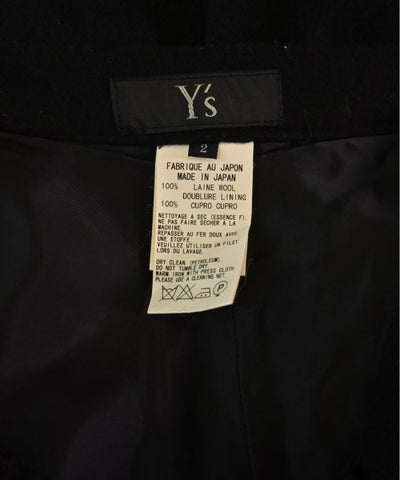 Y's
2
FABRIQUE AU JAPON
MADE IN JAPAN
100% LAINE WOOL
DOUBLURE LINING
100% CUPRO CUPRO
NETTOYAGE A SEC (ESSENCE F).
NE PAS FAIRE SECHER A LA
MACHINE.
REPASSER AU FER DOUX AVEC
UNE ETOFFE.
VEUILLEZ UTILISER UN FILET
LORS DU LAVAGE.
DRY CLEAN (PETROLEUM).
DO NOT TUMBLE DRY.
WARM IRON WITH PRESS CLOTH.
PLEASE USE A CLEANING NET.
P